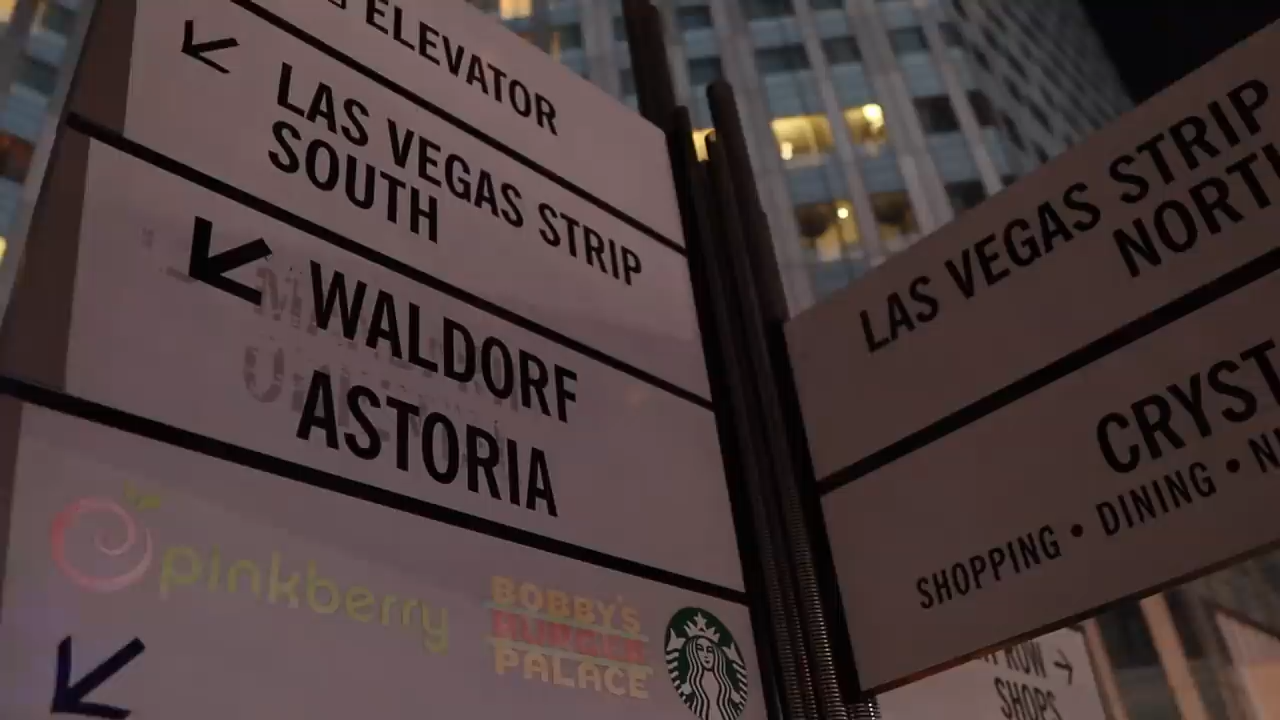 ELEVATOR
LAS VEGAS STRIP
SOUTH
WALDORF
ASTORIA
pinkberry
BOBBY'S
BURGER
PALACE
LAS VEGAS STRIP
NORTH
CRYST
SHOPPING • DINING •
ROW
SHOPS